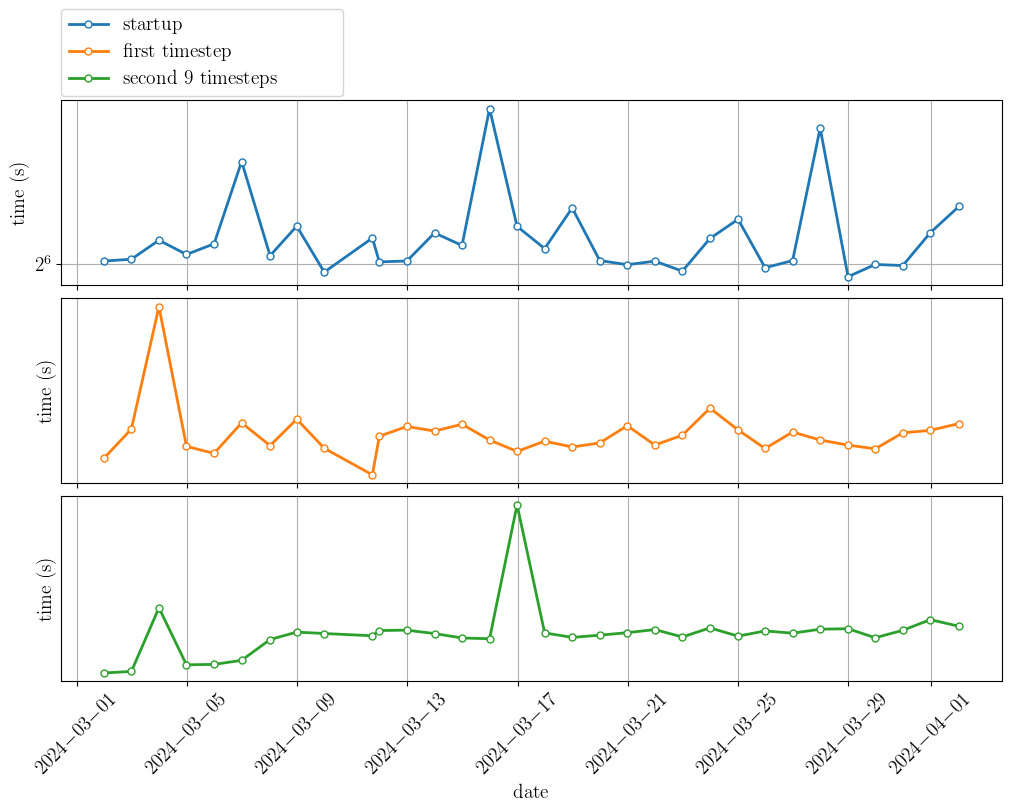 startup
first timestep
second 9 timesteps
time (s)
2⁶
time (s)
time (s)
2024−03−01
2024−03−05
2024−03−09
2024−03−13
2024−03−17
2024−03−21
2024−03−25
2024−03−29
2024−04−01
date